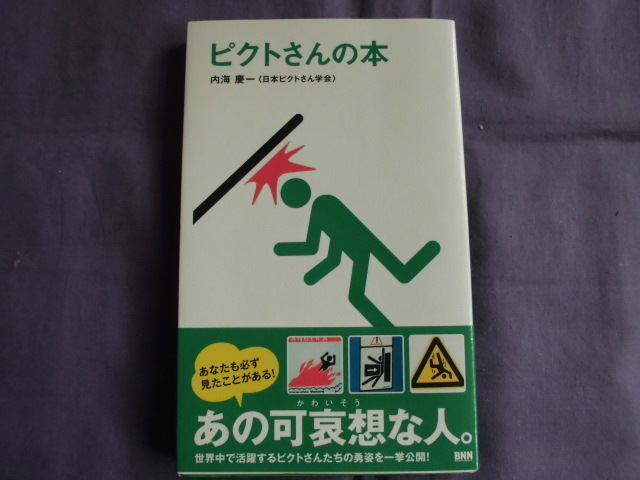 ピクトさんの本
内海 慶一〈日本ピクトさん学会〉
あなたも必ず
見たことがある!
かわいそう
あの可哀想な人。
世界中で活躍するピクトさんたちの勇姿を一挙公開!
BNN